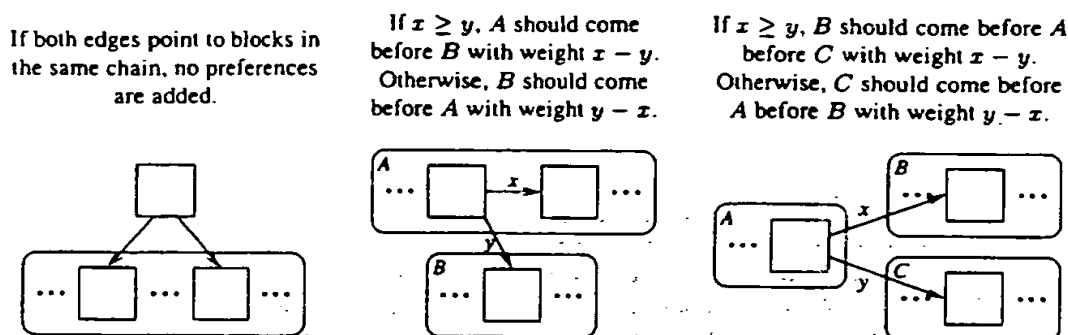 If both edges point to blocks in
the same chain, no preferences
are added.
If x ≥ y, A should come
before B with weight x − y.
Otherwise, B should come
before A with weight y − x.
If x ≥ y, B should come before A
before C with weight x − y.
Otherwise, C should come before
A before B with weight y − x.
A
... x ...
y
B
... ...
... ... ...
A
...
x
y
B
... ...
C
... ...